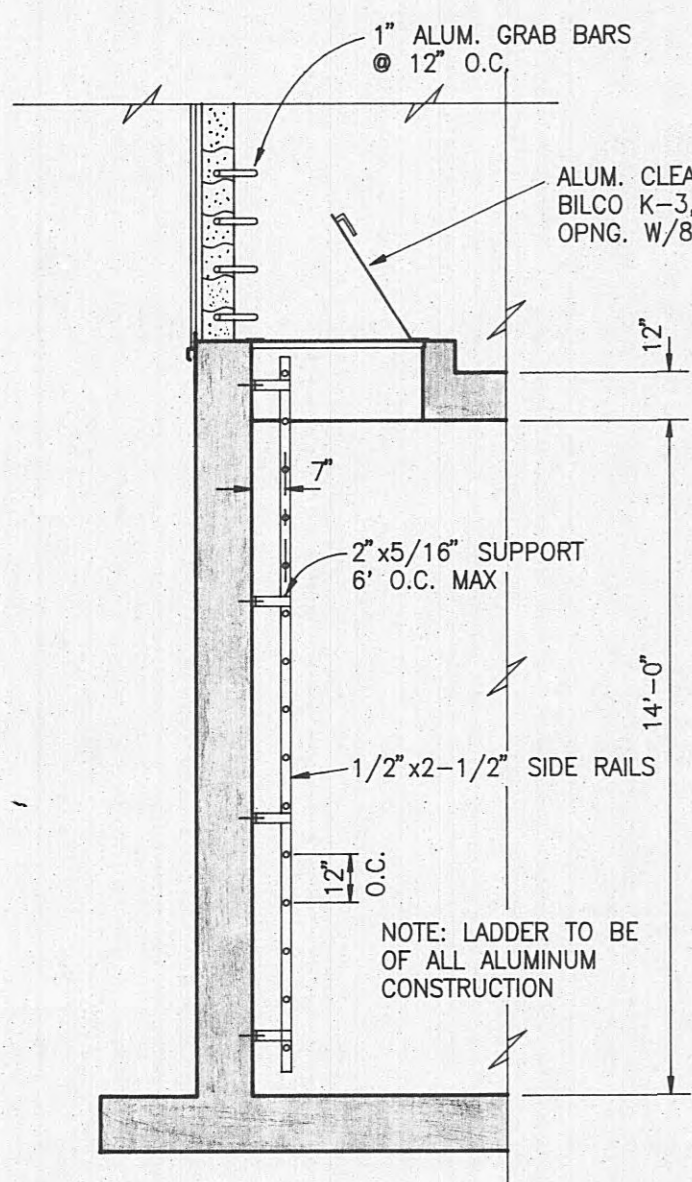 1" ALUM. GRAB BARS
@ 12" O.C.
ALUM. CLEA
BILCO K-3,
OPNG. W/8
12"
7"
2"x5/16" SUPPORT
6' O.C. MAX
14'-0"
1/2"x2-1/2" SIDE RAILS
12"
O.C.
NOTE: LADDER TO BE
OF ALL ALUMINUM
CONSTRUCTION